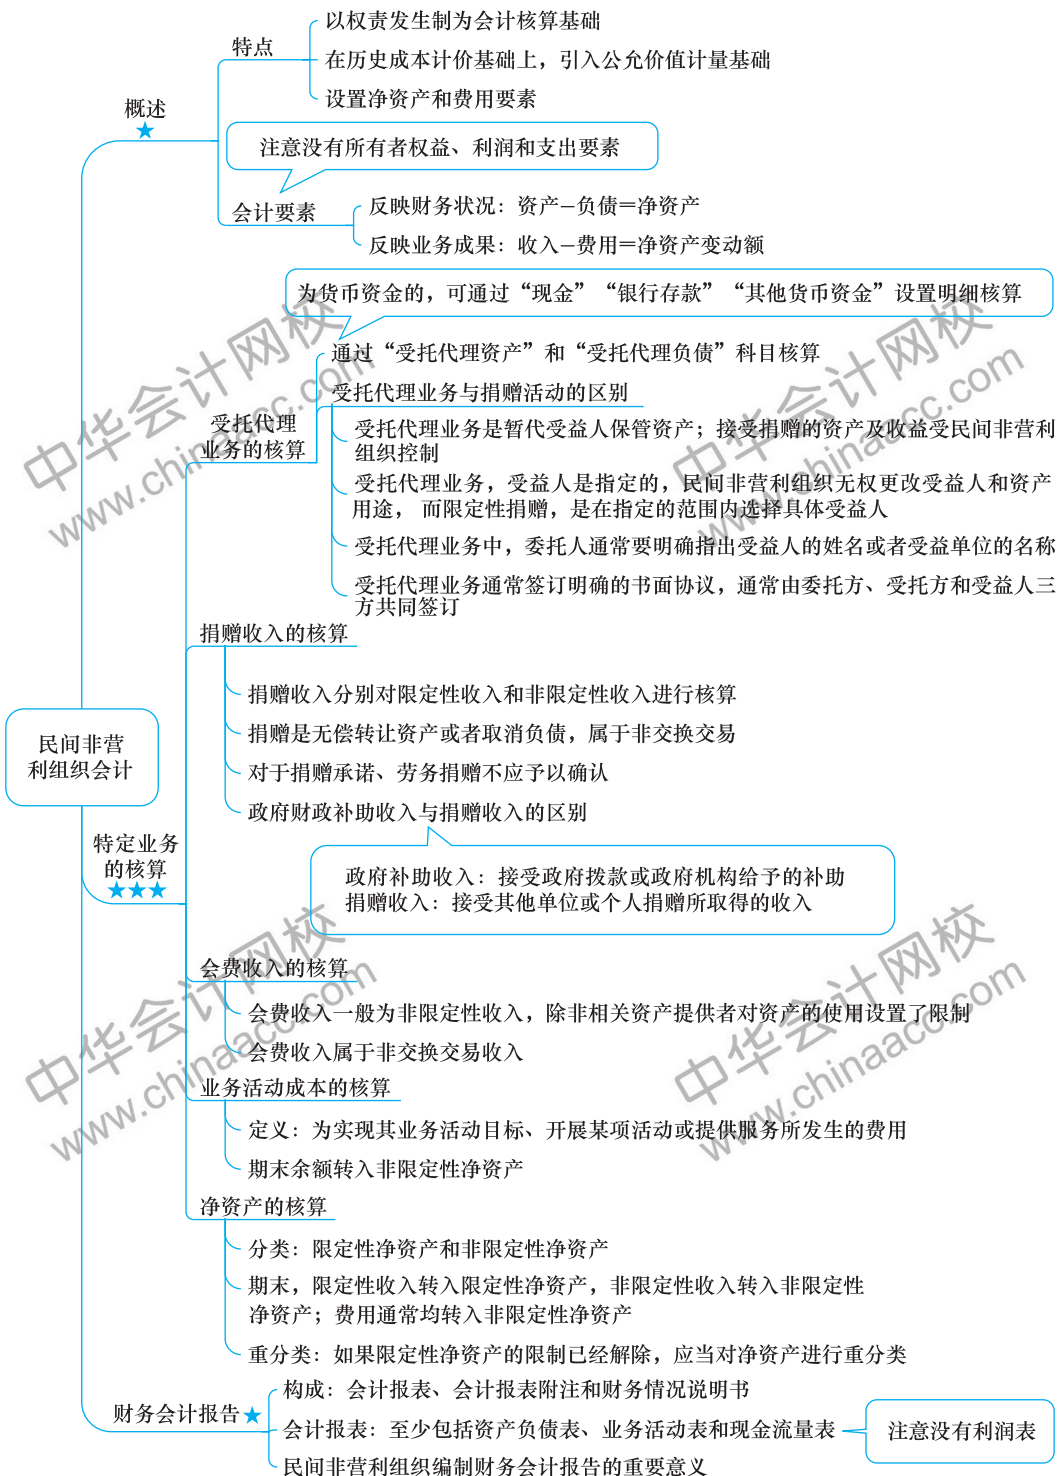 以权责发生制为会计核算基础
特点
在历史成本计价基础上，引入公允价值计量基础
设置净资产和费用要素
概述
★
注意没有所有者权益、利润和支出要素
会计要素
反映财务状况：资产−负债＝净资产
反映业务成果：收入−费用＝净资产变动额
为货币资金的，可通过“现金”“银行存款”“其他货币资金”设置明细核算
通过“受托代理资产”和“受托代理负债”科目核算
受托代理业务与捐赠活动的区别
受托代理
业务的核算
受托代理业务是暂代受益人保管资产；接受捐赠的资产及收益受民间非营利
组织控制
受托代理业务，受益人是指定的，民间非营利组织无权更改受益人和资产
用途， 而限定性捐赠，是在指定的范围内选择具体受益人
受托代理业务中，委托人通常要明确指出受益人的姓名或者受益单位的名称
受托代理业务通常签订明确的书面协议，通常由委托方、受托方和受益人三
方共同签订
捐赠收入的核算
捐赠收入分别对限定性收入和非限定性收入进行核算
捐赠是无偿转让资产或者取消负债，属于非交换交易
对于捐赠承诺、劳务捐赠不应予以确认
政府财政补助收入与捐赠收入的区别
政府补助收入：接受政府拨款或政府机构给予的补助
捐赠收入：接受其他单位或个人捐赠所取得的收入
民间非营
利组织会计
特定业务
的核算
★★★
会费收入的核算
会费收入一般为非限定性收入，除非相关资产提供者对资产的使用设置了限制
会费收入属于非交换交易收入
业务活动成本的核算
定义：为实现其业务活动目标、开展某项活动或提供服务所发生的费用
期末余额转入非限定性净资产
净资产的核算
分类：限定性净资产和非限定性净资产
期末，限定性收入转入限定性净资产，非限定性收入转入非限定性
净资产；费用通常均转入非限定性净资产
重分类：如果限定性净资产的限制已经解除，应当对净资产进行重分类
财务会计报告★
构成：会计报表、会计报表附注和财务情况说明书
会计报表：至少包括资产负债表、业务活动表和现金流量表
注意没有利润表
民间非营利组织编制财务会计报告的重要意义
中华会计网校
www.chinaacc.com
中华会计网校
www.chinaacc.com
中华会计网校
www.chinaacc.com
中华会计网校
www.chinaacc.com